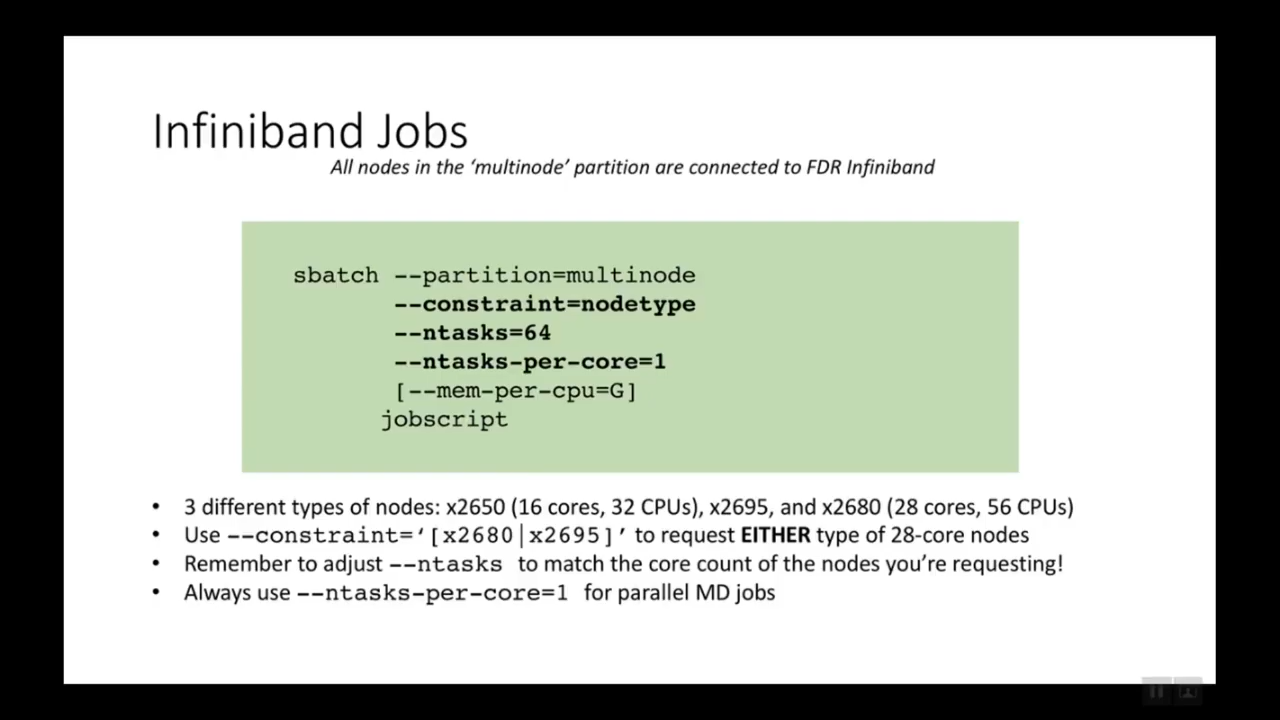 Infiniband Jobs
All nodes in the ‘multinode’ partition are connected to FDR Infiniband
sbatch --partition=multinode
--constraint=nodetype
--ntasks=64
--ntasks-per-core=1
[--mem-per-cpu=G]
jobscript
• 3 different types of nodes: x2650 (16 cores, 32 CPUs), x2695, and x2680 (28 cores, 56 CPUs)
• Use --constraint=‘[x2680|x2695]’ to request EITHER type of 28-core nodes
• Remember to adjust --ntasks to match the core count of the nodes you’re requesting!
• Always use --ntasks-per-core=1 for parallel MD jobs